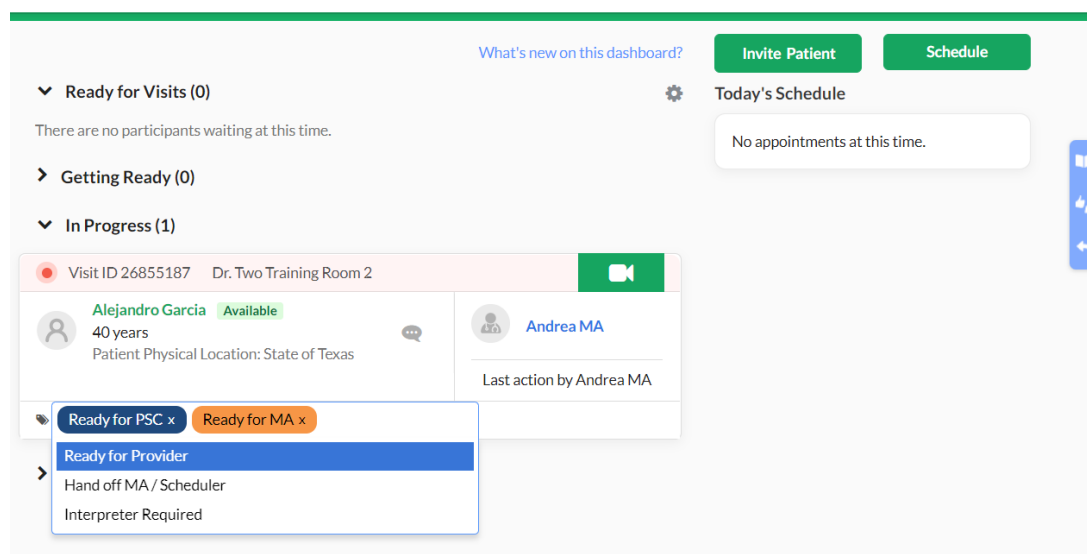 What's new on this dashboard?
Invite Patient
Schedule
Ready for Visits (0)
Today's Schedule
There are no participants waiting at this time.
No appointments at this time.
Getting Ready (0)
In Progress (1)
Visit ID 26855187 Dr. Two Training Room 2
Alejandro Garcia Available
40 years
Patient Physical Location: State of Texas
Andrea MA
Last action by Andrea MA
Ready for PSC x Ready for MA x
Ready for Provider
Hand off MA / Scheduler
Interpreter Required